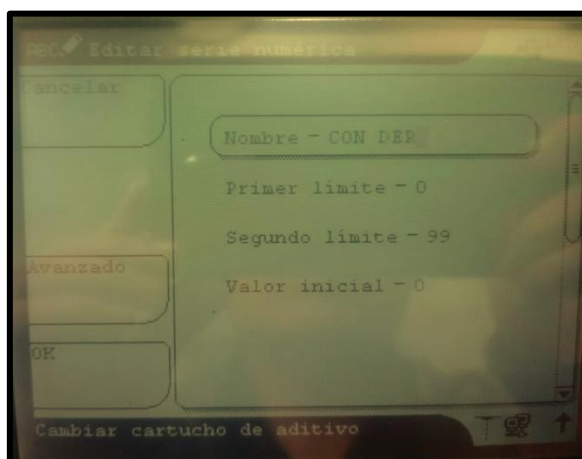 ABC Editar serie numérica
Cancelar
Nombre - CON DER
Primer límite - 0
Segundo límite - 99
Avanzado
Valor inicial - 0
OK
Cambiar cartucho de aditivo